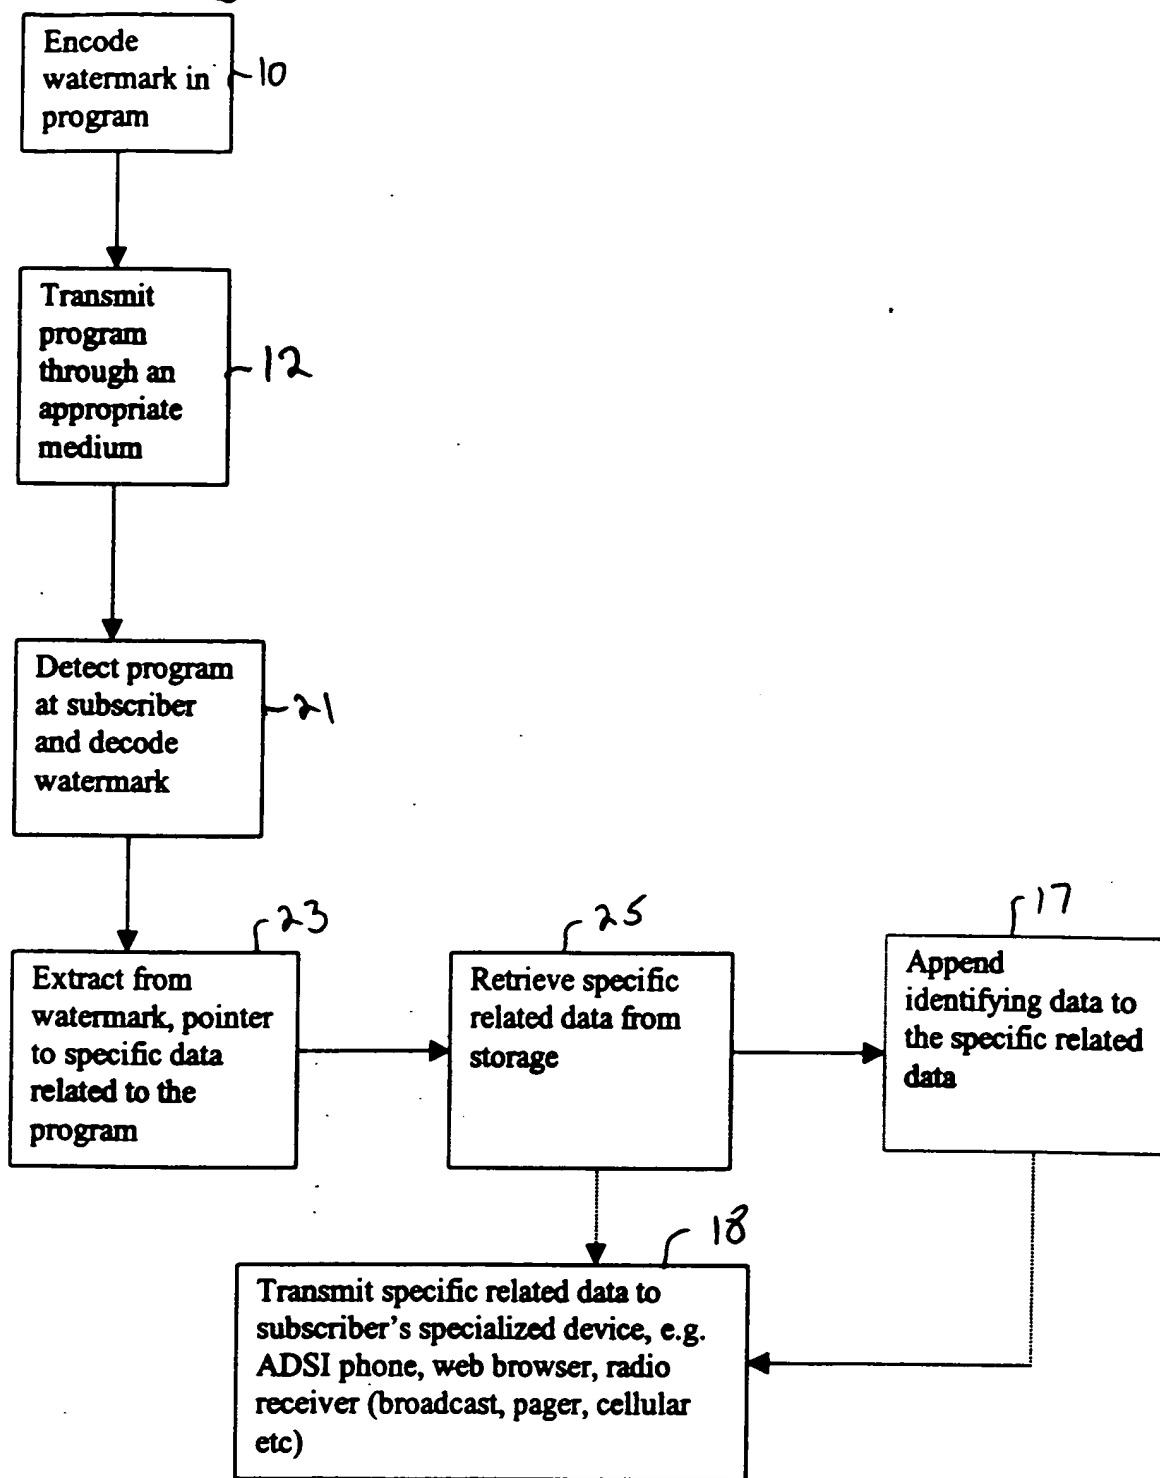 Encode
watermark in
program
10
Transmit
program
through an
appropriate
medium
12
Detect program
at subscriber
and decode
watermark
21
23
Extract from
watermark, pointer
to specific data
related to the
program
25
Retrieve specific
related data from
storage
17
Append
identifying data to
the specific related
data
18
Transmit specific related data to
subscriber's specialized device, e.g.
ADSI phone, web browser, radio
receiver (broadcast, pager, cellular
etc)